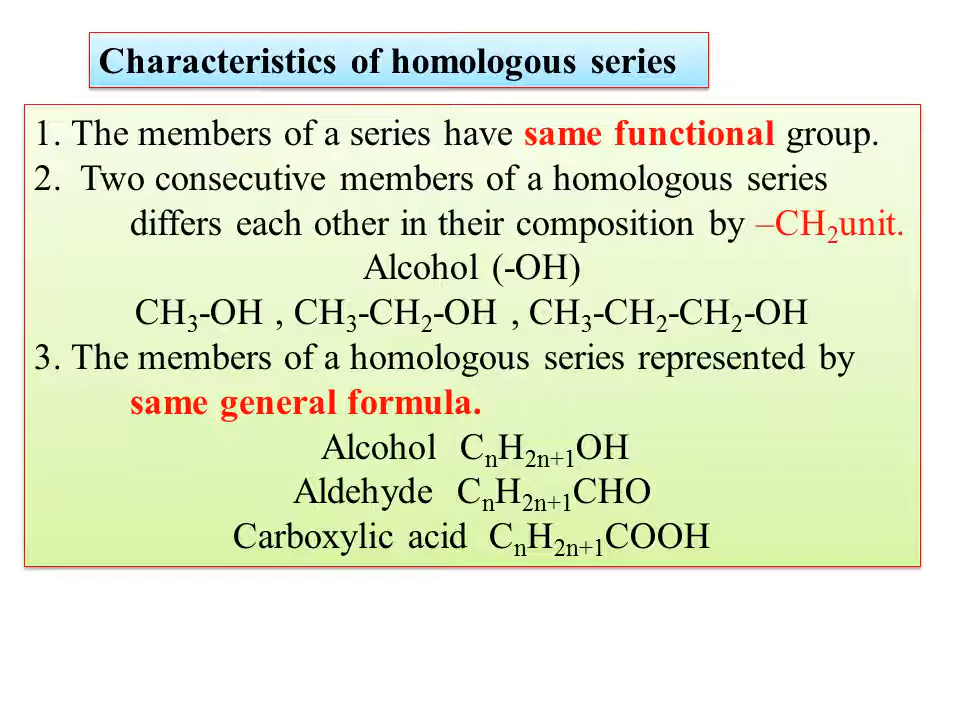 Characteristics of homologous series
1. The members of a series have same functional group.
2. Two consecutive members of a homologous series
differs each other in their composition by –CH₂unit.
Alcohol (-OH)
CH₃-OH , CH₃-CH₂-OH , CH₃-CH₂-CH₂-OH
3. The members of a homologous series represented by
same general formula.
Alcohol CₙH₂ₙ₊₁OH
Aldehyde CₙH₂ₙ₊₁CHO
Carboxylic acid CₙH₂ₙ₊₁COOH